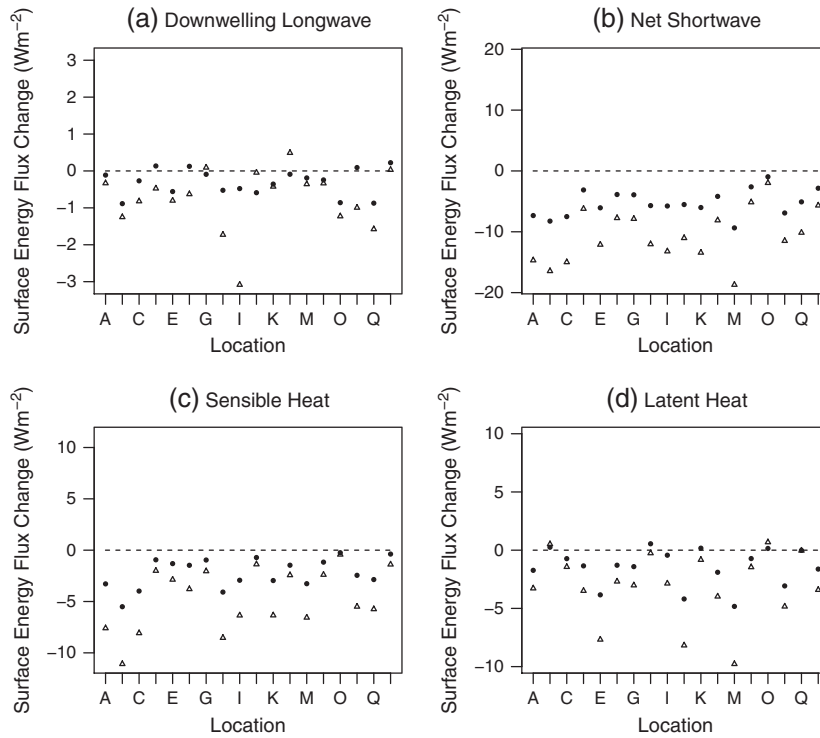 (a) Downwelling Longwave
Surface Energy Flux Change (Wm−2)
3
2
1
0
−1
−2
−3
A C E G I K M O Q
Location
(b) Net Shortwave
Surface Energy Flux Change (Wm−2)
20
10
0
−10
−20
A C E G I K M O Q
Location
(c) Sensible Heat
Surface Energy Flux Change (Wm−2)
10
5
0
−5
−10
A C E G I K M O Q
Location
(d) Latent Heat
Surface Energy Flux Change (Wm−2)
10
5
0
−5
−10
A C E G I K M O Q
Location